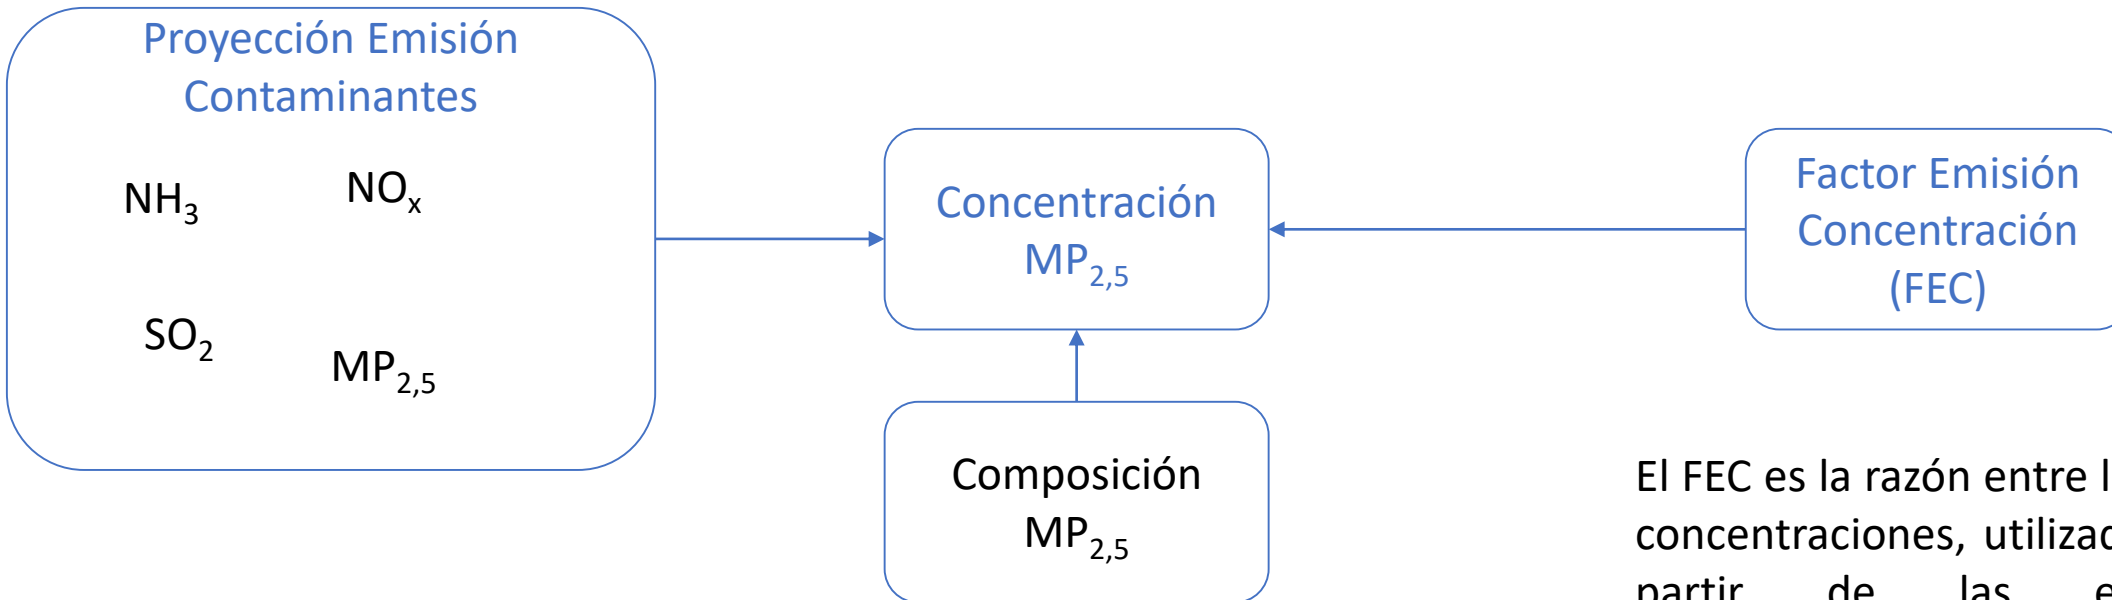 Proyección Emisión
Contaminantes
NH₃
NOₓ
SO₂
MP₂,₅
Concentración
MP₂,₅
Composición
MP₂,₅
Factor Emisión
Concentración
(FEC)
El FEC es la razón entre
concentraciones,
partir de las